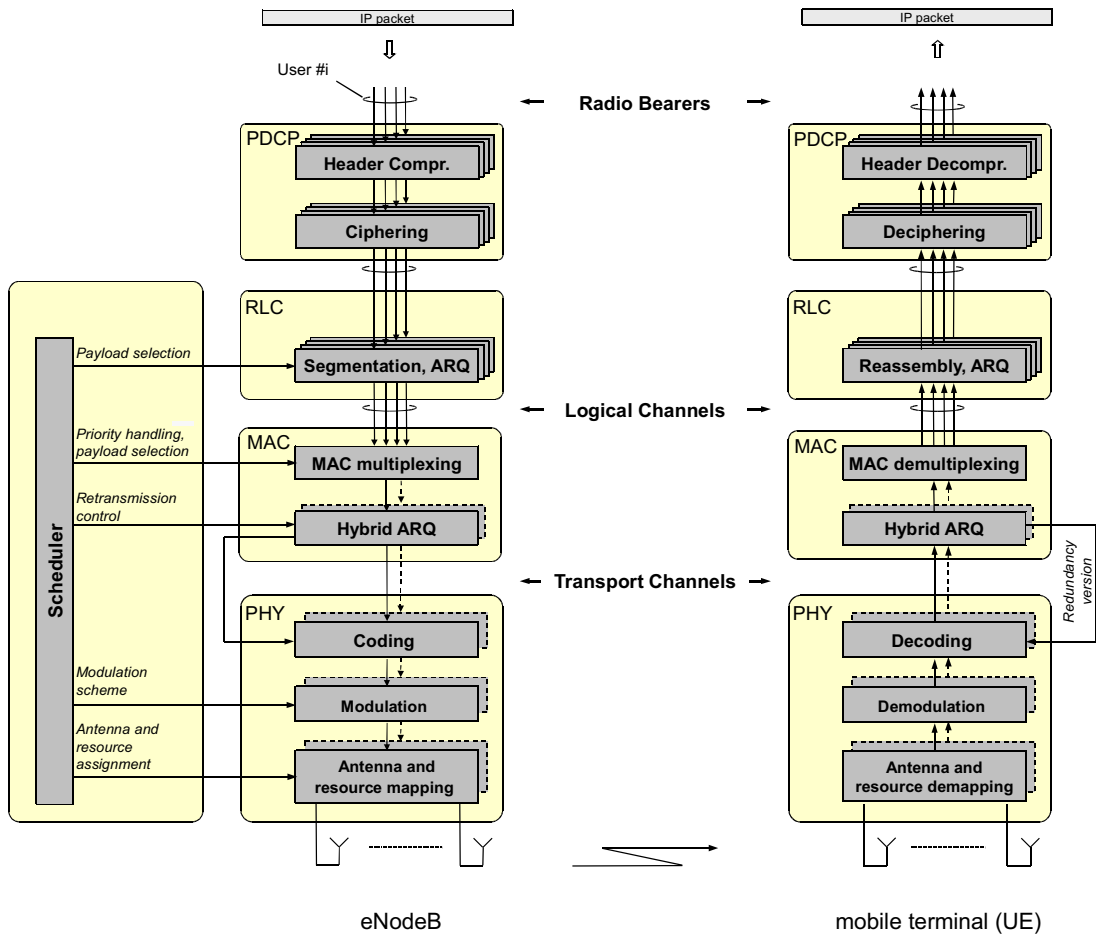 IP packet
IP packet
User #i
Radio Bearers
PDCP
Header Compr.
Ciphering
PDCP
Header Decompr.
Deciphering
RLC
Segmentation, ARQ
RLC
Reassembly, ARQ
Payload selection
Logical Channels
Priority handling,
payload selection
MAC
MAC multiplexing
MAC
MAC demultiplexing
Retransmission
control
Hybrid ARQ
Hybrid ARQ
Redundancy
version
Scheduler
Transport Channels
PHY
Coding
PHY
Decoding
Modulation
scheme
Modulation
Demodulation
Antenna and
resource
assignment
Antenna and
resource mapping
Antenna and
resource demapping
eNodeB
mobile terminal (UE)